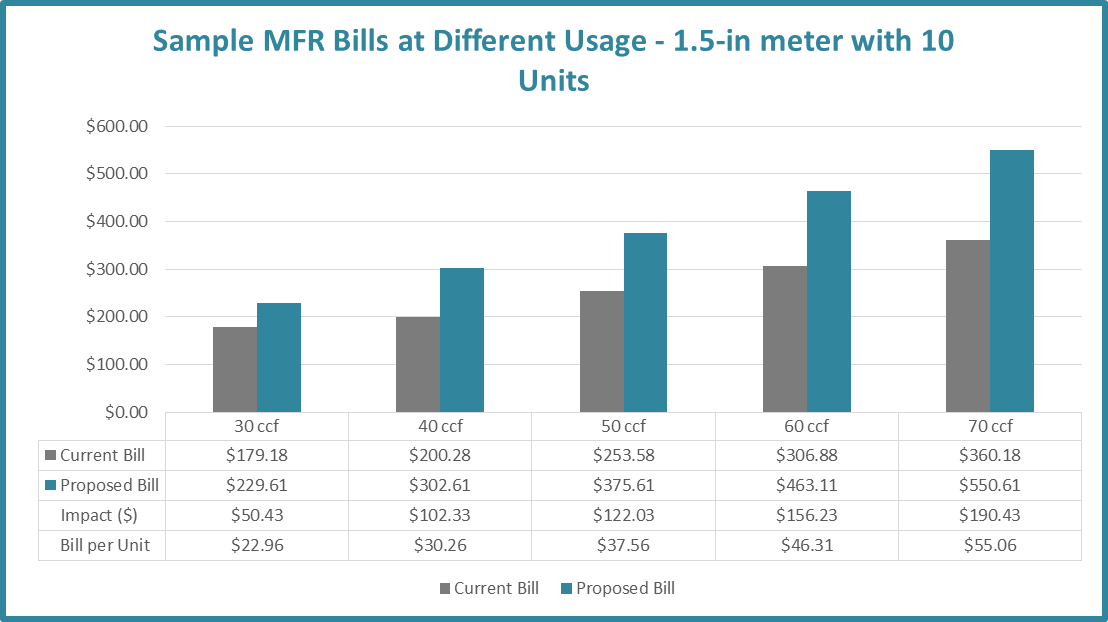 Sample MFR Bills at Different Usage - 1.5-in meter with 10
Units
$600.00
$500.00
$400.00
$300.00
$200.00
$100.00
$0.00
30 ccf 40 ccf 50 ccf 60 ccf 70 ccf
Current Bill $179.18 $200.28 $253.58 $306.88 $360.18
Proposed Bill $229.61 $302.61 $375.61 $463.11 $550.61
Impact ($) $50.43 $102.33 $122.03 $156.23 $190.43
Bill per Unit $22.96 $30.26 $37.56 $46.31 $55.06
Current Bill Proposed Bill